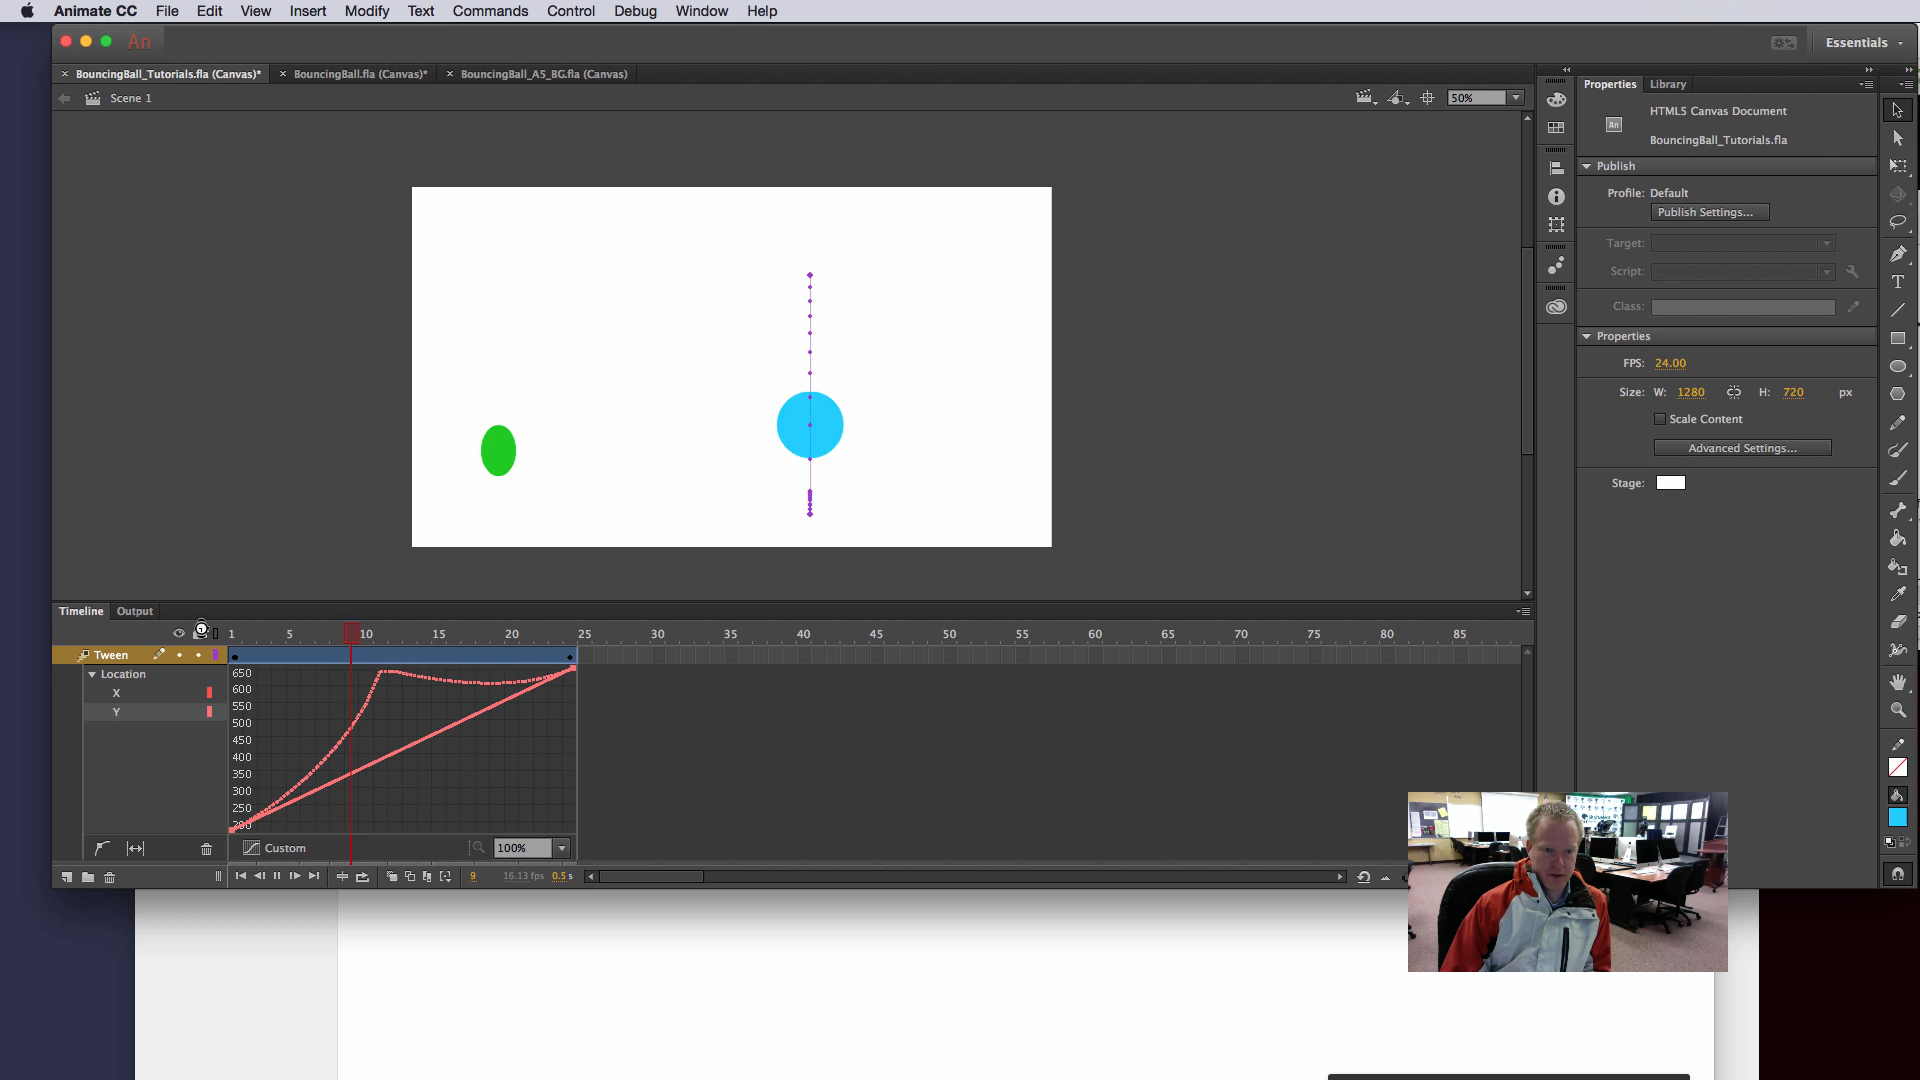 Animate CC File Edit View Insert Modify Text Commands Control Debug Window Help
An Essentials
× BouncingBall_Tutorials.fla (Canvas)* × BouncingBall.fla (Canvas)* × BouncingBall_A5_BG.fla (Canvas)
Scene 1 50%
Properties Library
An HTML5 Canvas Document
BouncingBall_Tutorials.fla
Publish
Profile: Default
Publish Settings...
Target:
Script:
Class:
Properties
FPS: 24.00
Size: W: 1280 H: 720 px
Scale Content
Advanced Settings...
Stage:
Timeline Output
1 5 10 15 20 25 30 35 40 45 50 55 60 65 70 75 80 85
Tween
Location
X
Y
650
600
550
500
450
400
350
300
250
200
Custom 100%
9 16.13 fps 0.5 s